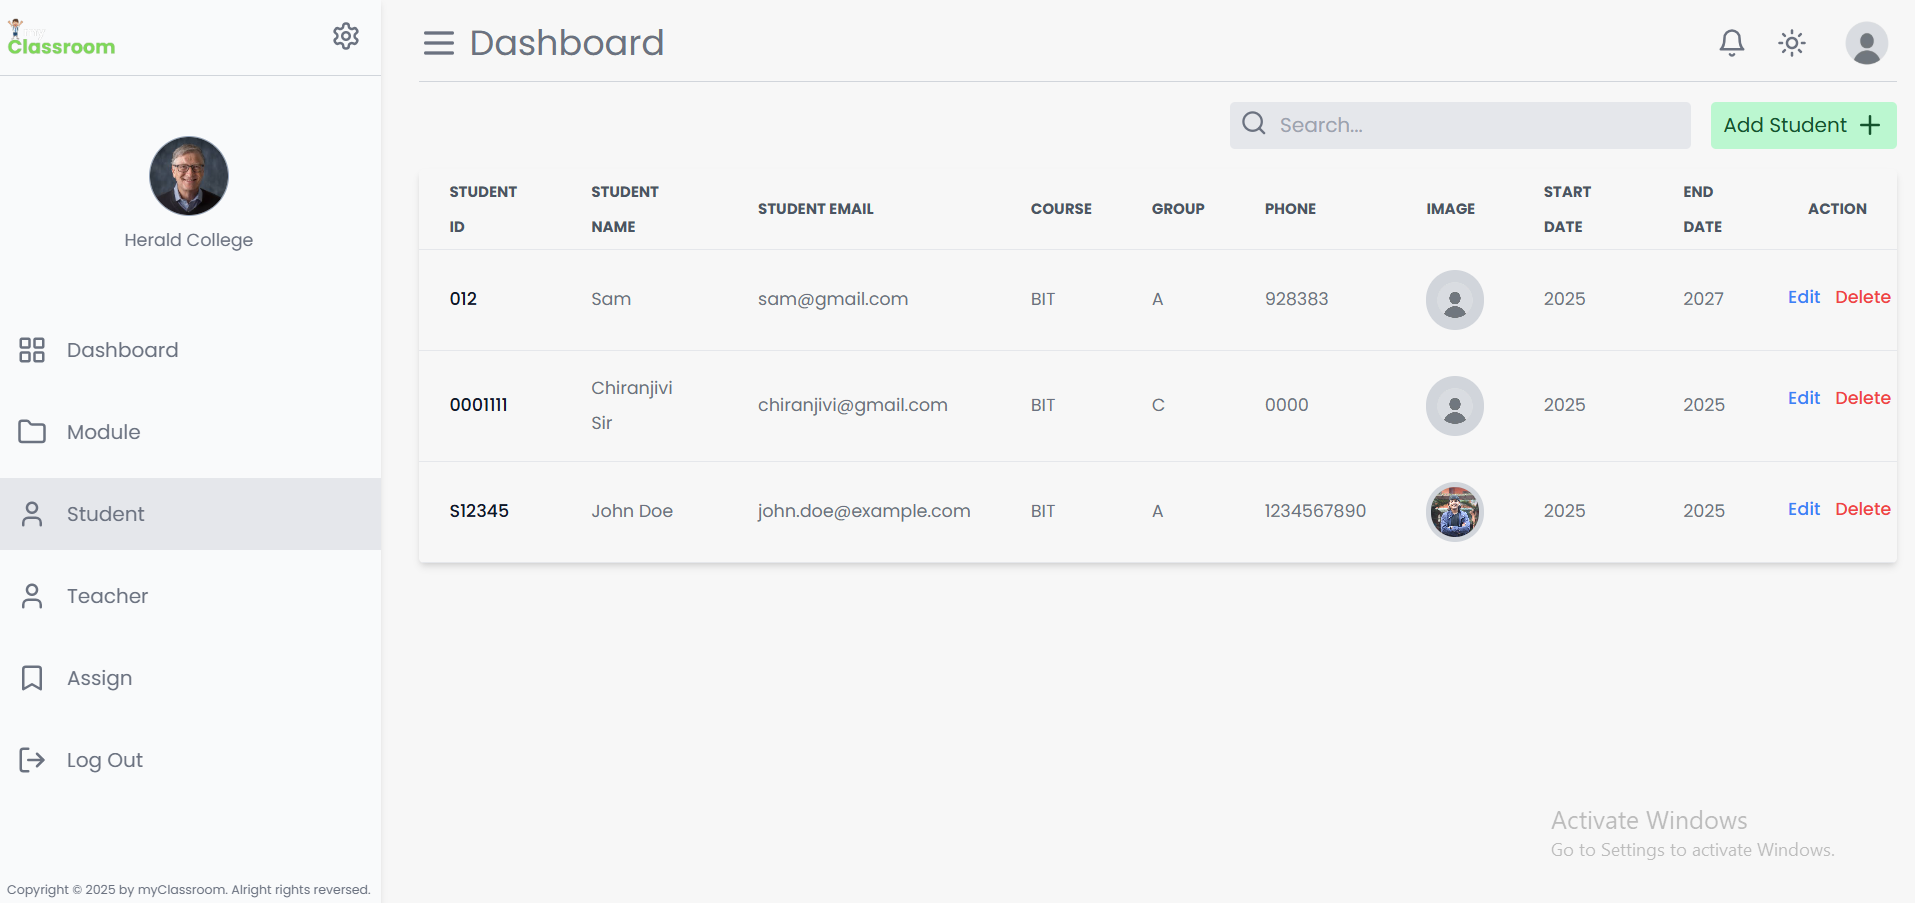 my
Classroom
Dashboard
Search...
Add Student
Herald College
Dashboard
Module
Student
Teacher
Assign
Log Out
STUDENT ID STUDENT NAME STUDENT EMAIL COURSE GROUP PHONE IMAGE START DATE END DATE ACTION
012 Sam sam@gmail.com BIT A 928383 2025 2027 Edit Delete
0001111 Chiranjivi Sir chiranjivi@gmail.com BIT C 0000 2025 2025 Edit Delete
S12345 John Doe john.doe@example.com BIT A 1234567890 2025 2025 Edit Delete
Activate Windows
Go to Settings to activate Windows.
Copyright © 2025 by myClassroom. Alright rights reversed.